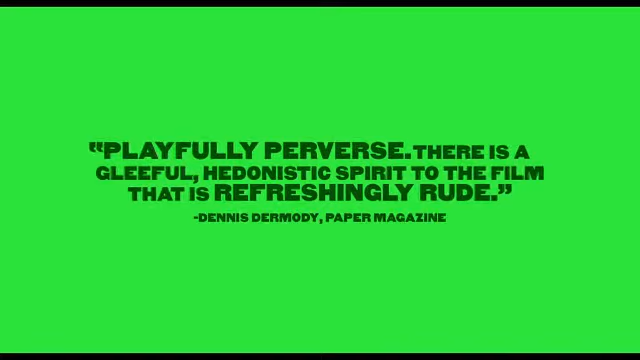 “PLAYFULLY PERVERSE. THERE IS A
GLEEFUL, HEDONISTIC SPIRIT TO THE FILM
THAT IS REFRESHINGLY RUDE.”
-DENNIS DERMODY, PAPER MAGAZINE